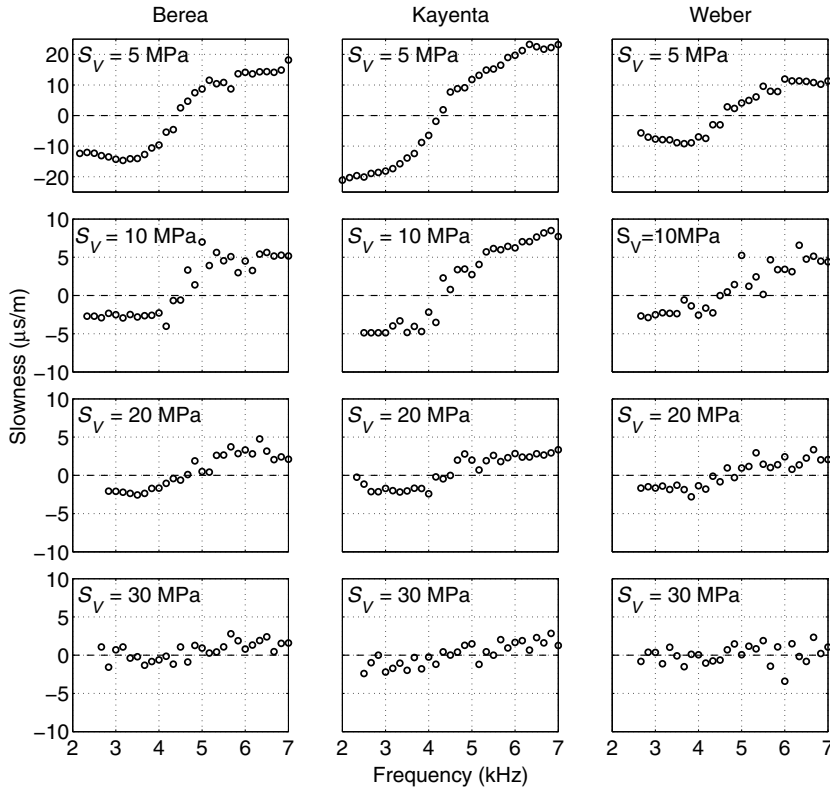 Berea Kayenta Weber
S_V = 5 MPa S_V = 5 MPa S_V = 5 MPa
20
10
0
−10
−20
S_V = 10 MPa S_V = 10 MPa S_V=10MPa
10
5
0
−5
−10
S_V = 20 MPa S_V = 20 MPa S_V = 20 MPa
10
5
0
−5
−10
S_V = 30 MPa S_V = 30 MPa S_V = 30 MPa
10
5
0
−5
−10
2 3 4 5 6 7 2 3 4 5 6 7 2 3 4 5 6 7
Slowness (μs/m)
Frequency (kHz)